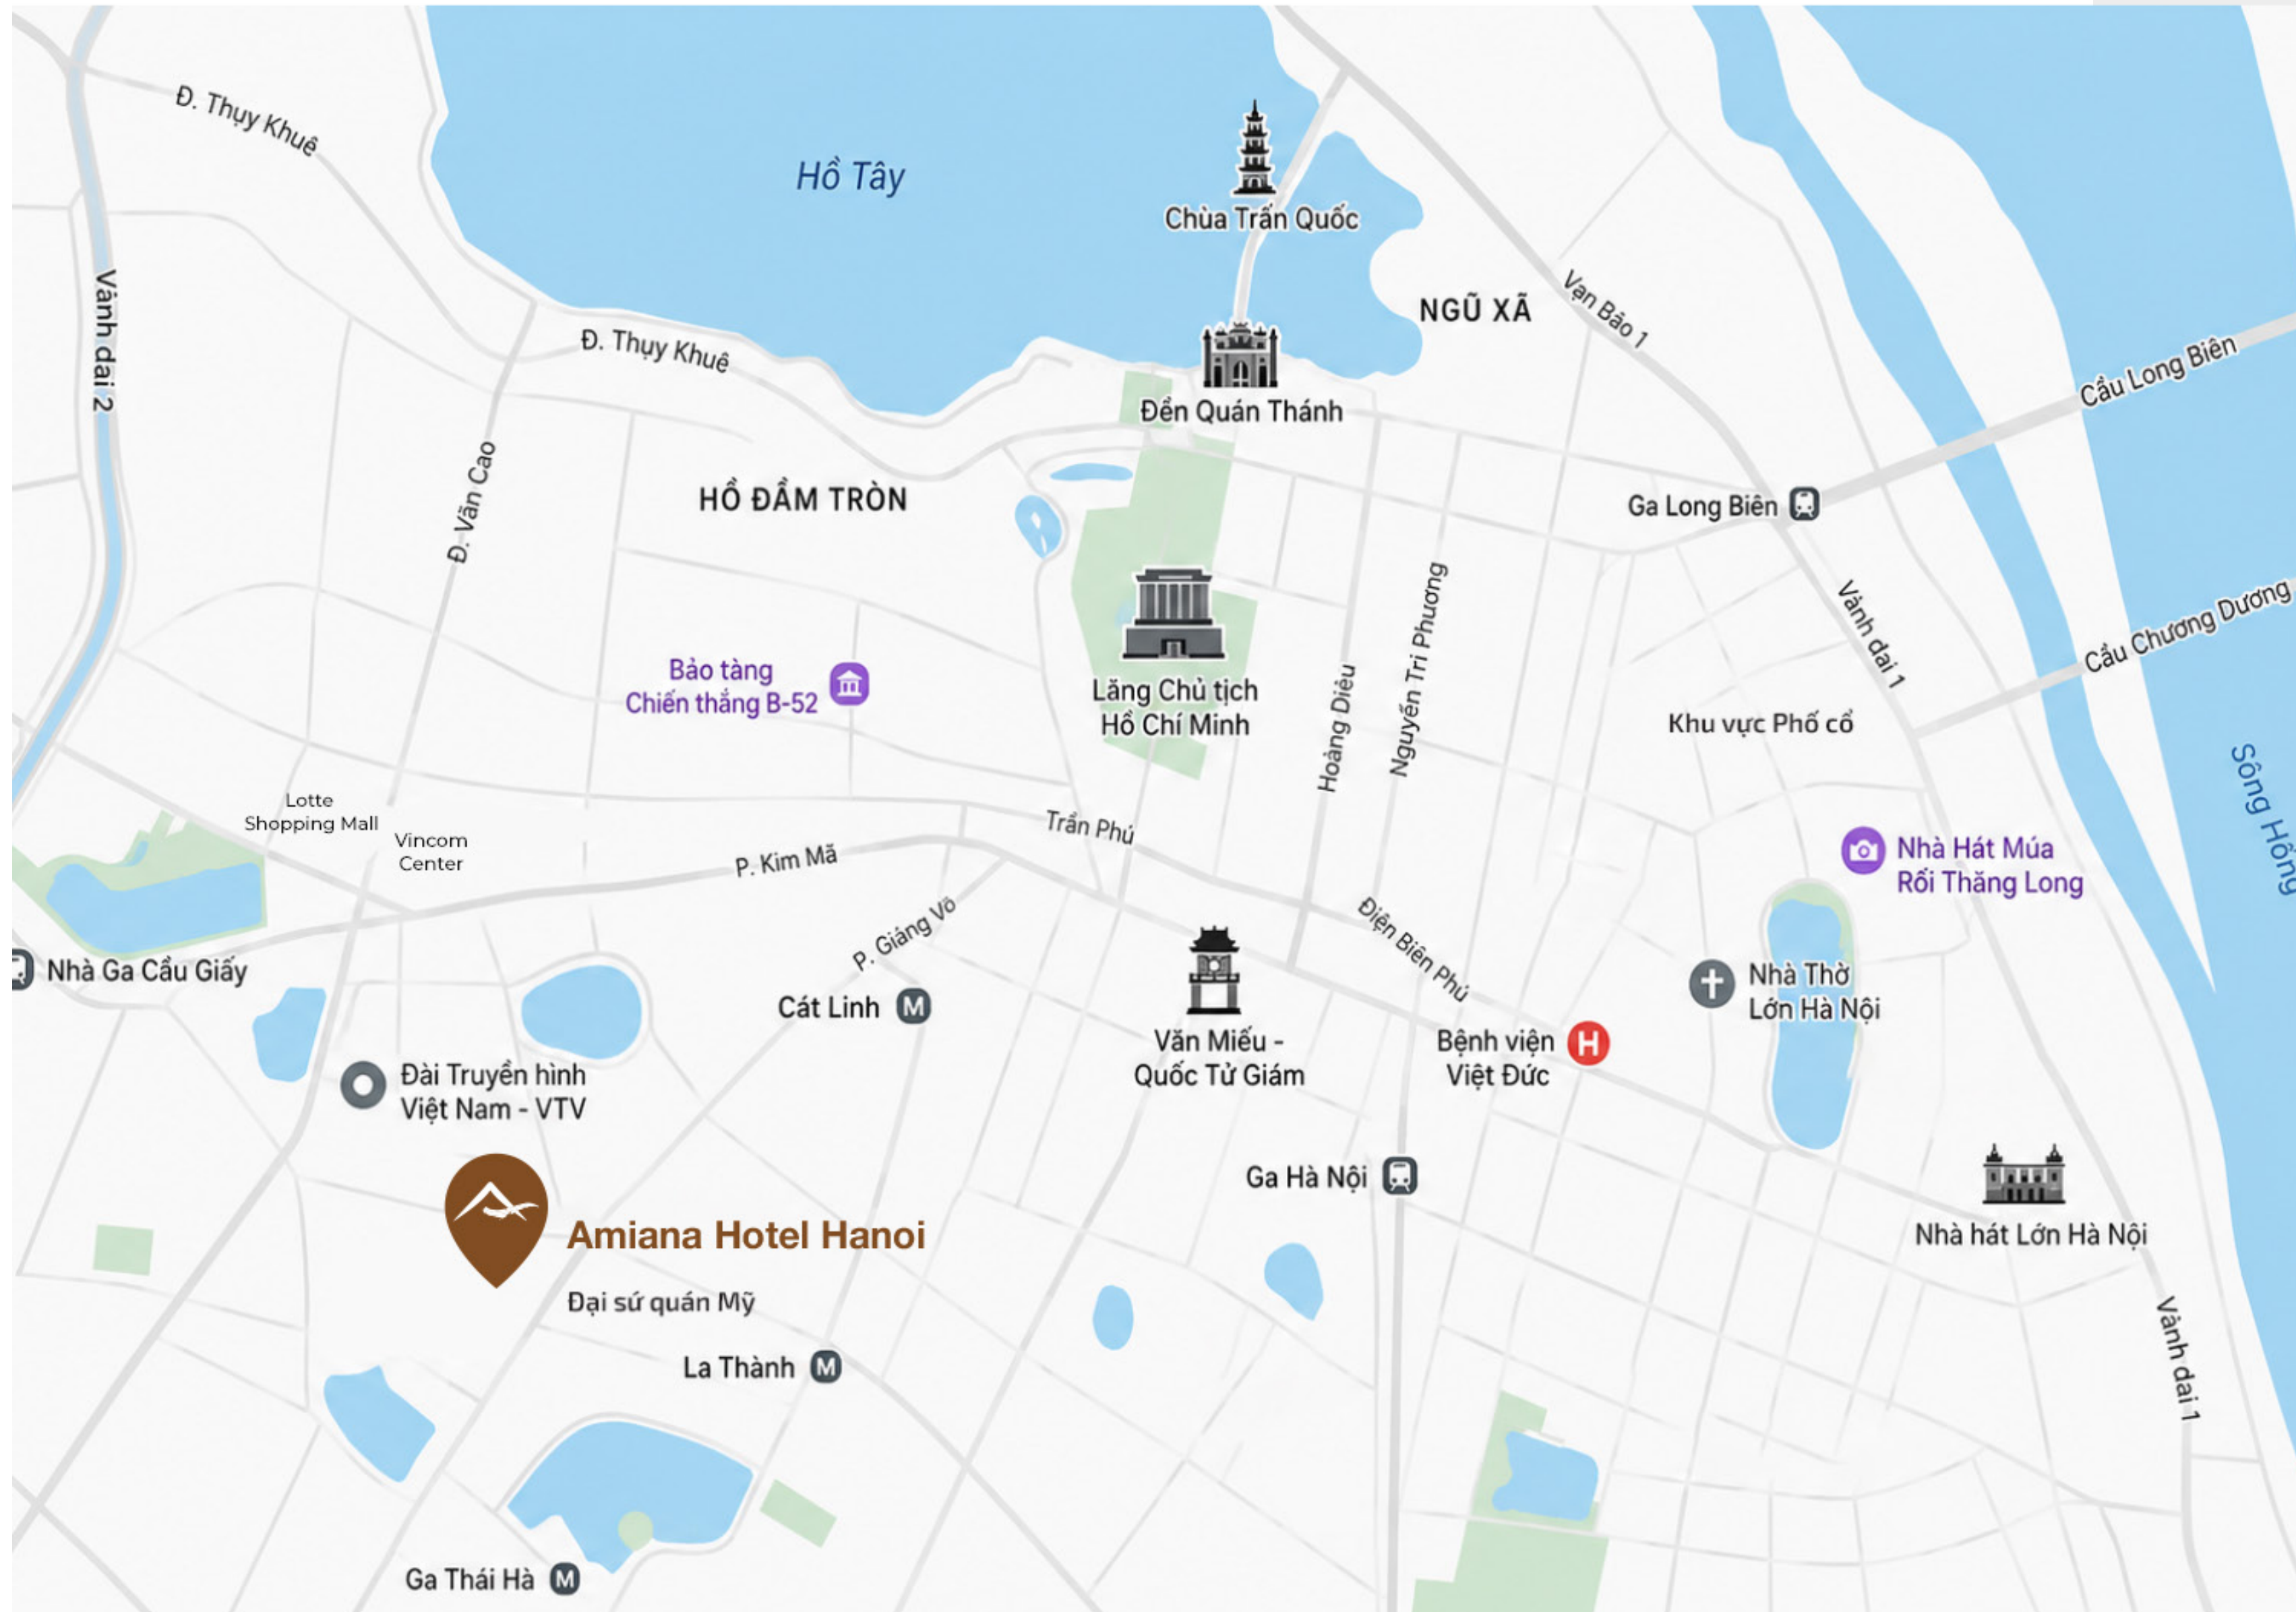 Đ. Thụy Khuê
Hồ Tây
Chùa Trấn Quốc
Vành dai 2
NGŨ XÃ
Vạn Bảo 1
Đ. Thụy Khuê
Cầu Long Biên
Đền Quán Thánh
Đ. Văn Cao
HỒ ĐẦM TRÒN
Ga Long Biên
Nguyễn Tri Phương
Vành dai 1
Cầu Chương Dương
Bảo tàng
Chiến thắng B-52
Lăng Chủ tịch
Hồ Chí Minh
Hoàng Diệu
Khu vực Phố cổ
Sông Hồng
Lotte
Shopping Mall
Vincom
Center
Trần Phú
P. Kim Mã
Nhà Hát Múa
Rối Thăng Long
P. Giảng Võ
Điện Biên Phủ
Nhà Ga Cầu Giấy
Nhà Thờ
Lớn Hà Nội
Cát Linh
M
Văn Miếu -
Quốc Tử Giám
Bệnh viện
Việt Đức
H
Đài Truyền hình
Việt Nam - VTV
Ga Hà Nội
Amiana Hotel Hanoi
Nhà hát Lớn Hà Nội
Đại sứ quán Mỹ
La Thành
M
Vành dai 1
Ga Thái Hà
M